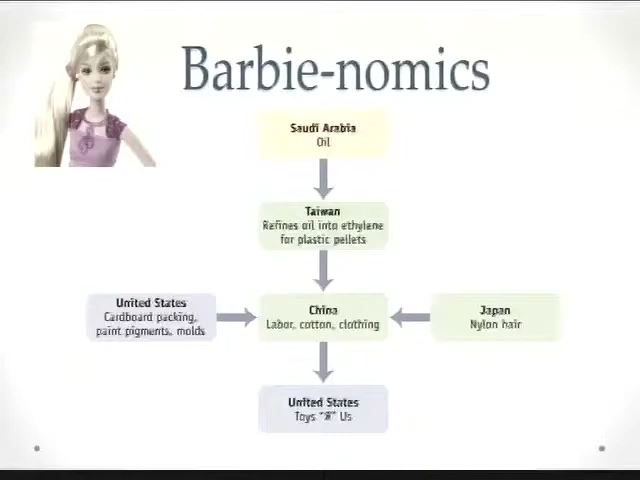 Barbie-nomics
Saudi Arabia
Oil
Taiwan
Refines oil into ethylene
for plastic pellets
United States
Cardboard packing,
paint pigments, molds
China
Labor, cotton, clothing
Japan
Nylon hair
United States
Toys "Я" Us